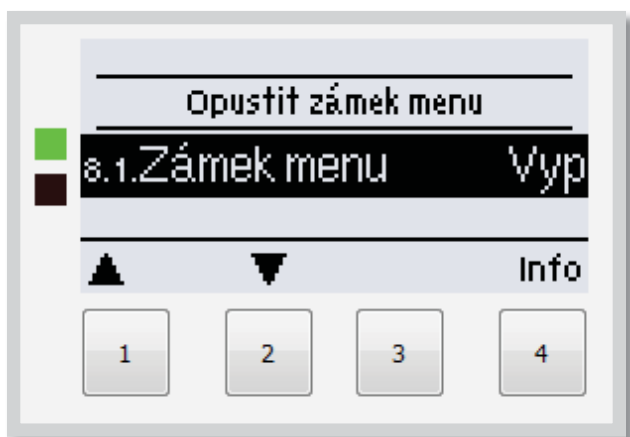 Opustit zámek menu
8.1.Zámek menu Vyp
▲ ▼ Info
1 2 3 4